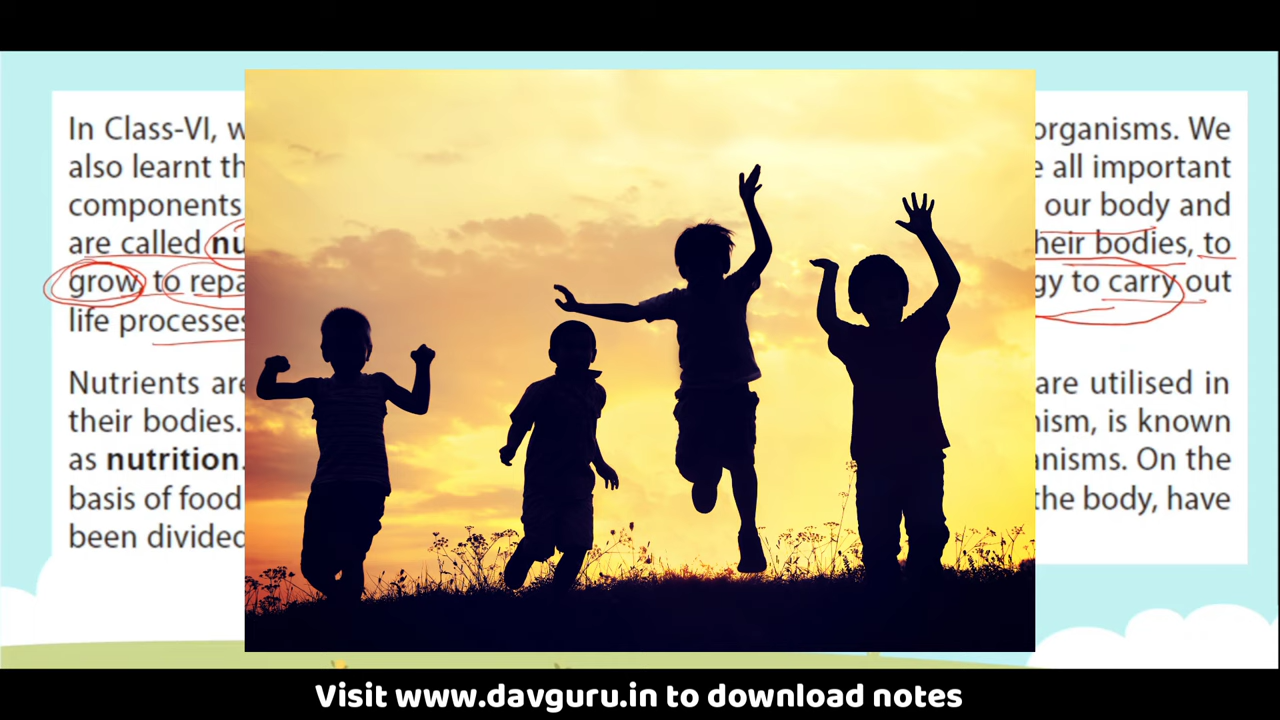 In Class-VI, w organisms. We
also learnt th e all important
components our body and
are called nu heir bodies, to
grow, to repa gy to carry out
life processes
Nutrients are are utilised in
their bodies. nism, is known
as nutrition. anisms. On the
basis of food the body, have
been divided
Visit www.davguru.in to download notes